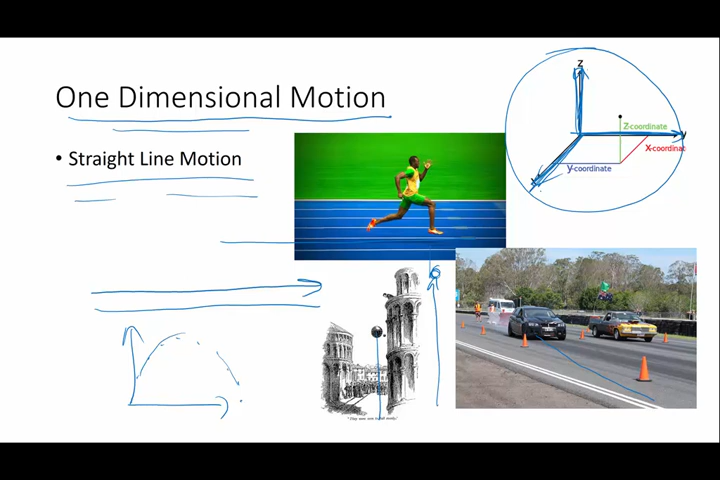 One Dimensional Motion
• Straight Line Motion
Z
Z-coordinate
X-coordinat
Y-coordinate